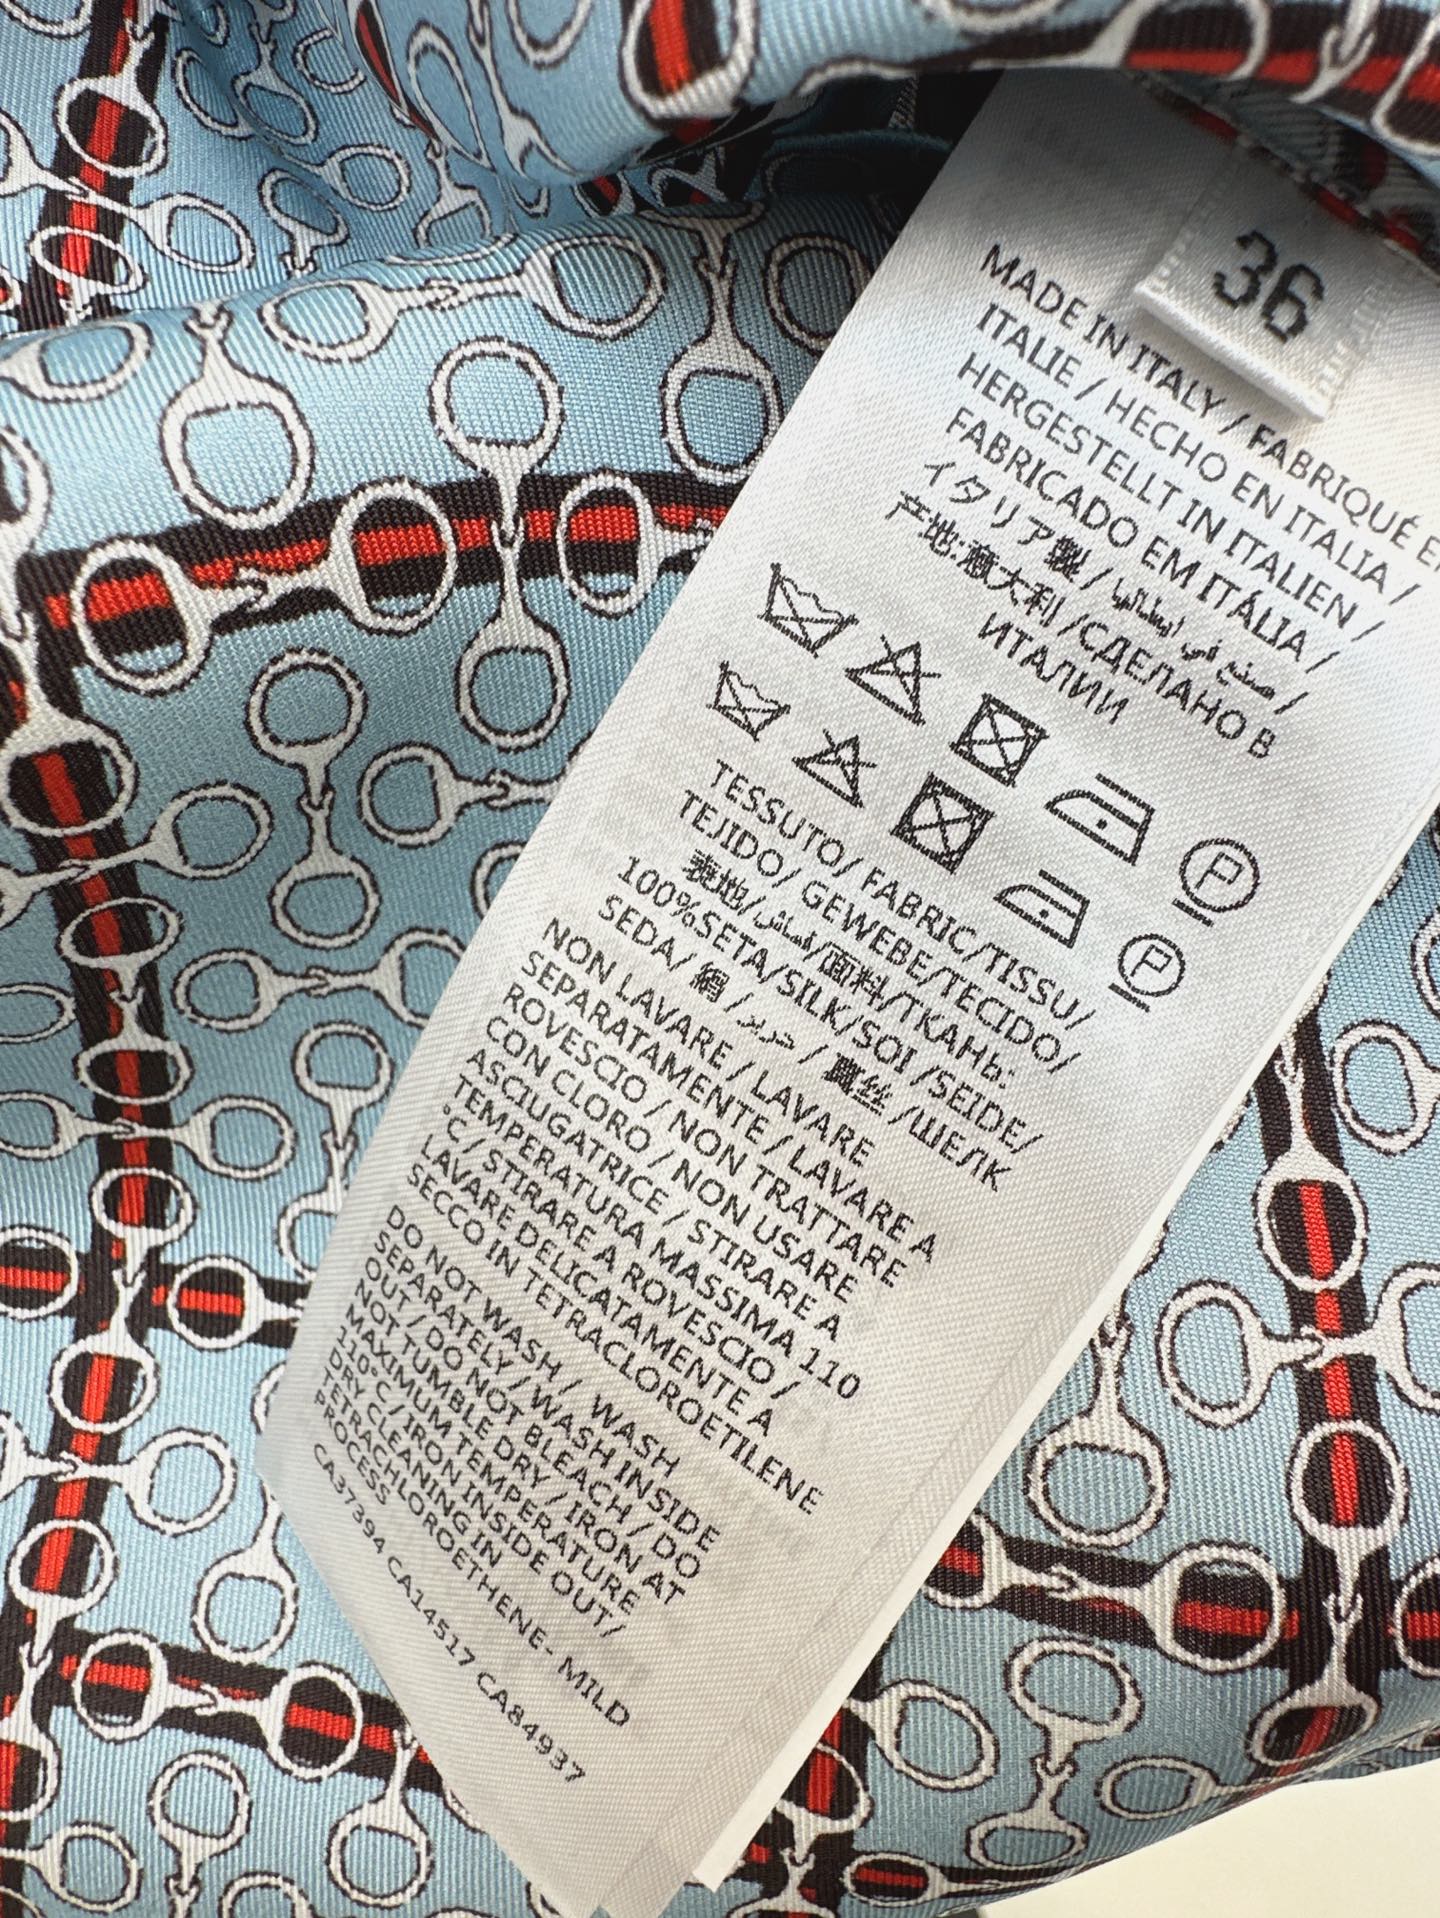 36
MADE IN ITALY / FABRIQUÉ EN
ITALIE / HECHO EN ITALIA /
HERGESTELLT IN ITALIEN /
FABRICADO EM ITÁLIA /
イタリア製 / صنع في ايطاليا /
产地:意大利 /СДЕЛАНО В
ИТАЛИИ
P
P
TESSUTO/ FABRIC/TISSU/
TEJIDO/ GEWEBE/TECIDO/
表地/قماش/面料/ТКАНЬ:
100%SETA/SILK/SOI /SEIDE/
SEDA/ 絹 / حرير / 真丝 /ШЕЛК
NON LAVARE / LAVARE
SEPARATAMENTE / LAVARE A
ROVESCIO / NON TRATTARE
CON CLORO / NON USARE
ASCIUGATRICE / STIRARE A
TEMPERATURA MASSIMA 110
°C/ STIRARE A ROVESCIO /
LAVARE DELICATAMENTE A
SECCO IN TETRACLOROETILENE
DO NOT WASH / WASH
SEPARATELY / WASH INSIDE
OUT / DO NOT BLEACH / DO
NOT TUMBLE DRY / IRON AT
MAXIMUM TEMPERATURE
110°C / IRON INSIDE OUT/
DRY CLEANING IN
TETRACHLOROETHENE- MILD
PROCESS
CA37394 CA14517 CA84937